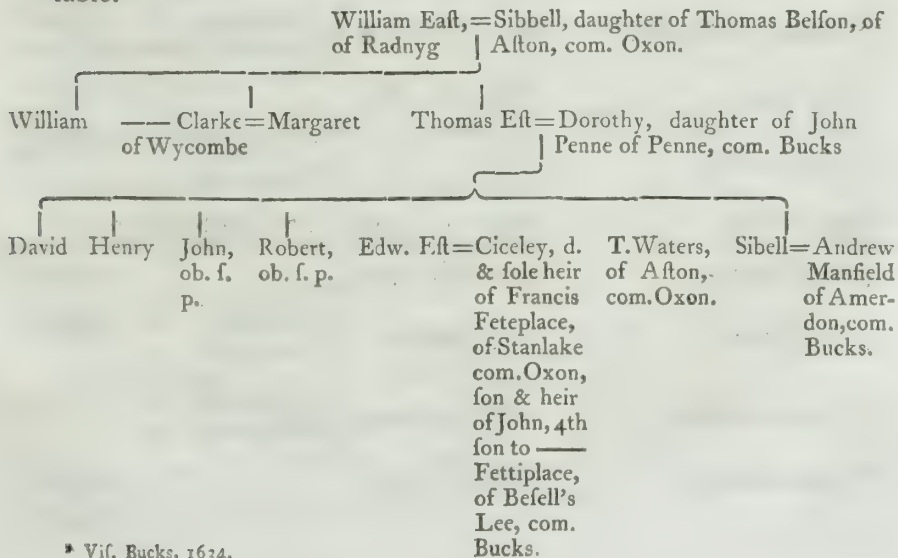 table.
William Eaſt,=Sibbell, daughter of Thomas Belſon, of
of Radnyg Aſton, com. Oxon.
William —— Clarke=Margaret Thomas Eſt=Dorothy, daughter of John
of Wycombe Penne of Penne, com. Bucks
David Henry John, Robert, Edw. Eſt=Ciceley, d. T. Waters, Sibell=Andrew
ob. ſ. ob. ſ. p. & ſole heir of Aſton, Manfield
p. of Francis com. Oxon. of Amer-
Feteplace, don, com.
of Stanlake Bucks.
com. Oxon,
ſon & heir
of John, 4th
ſon to ——
Fettiplace,
of Beſell's
Lee, com.
* Viſ. Bucks, 1634. Bucks.